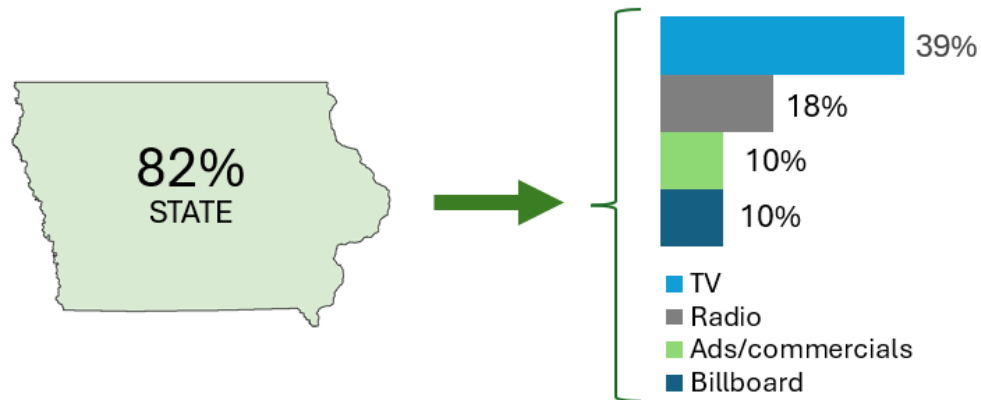 82%
STATE
39%
18%
10%
10%
TV
Radio
Ads/commercials
Billboard